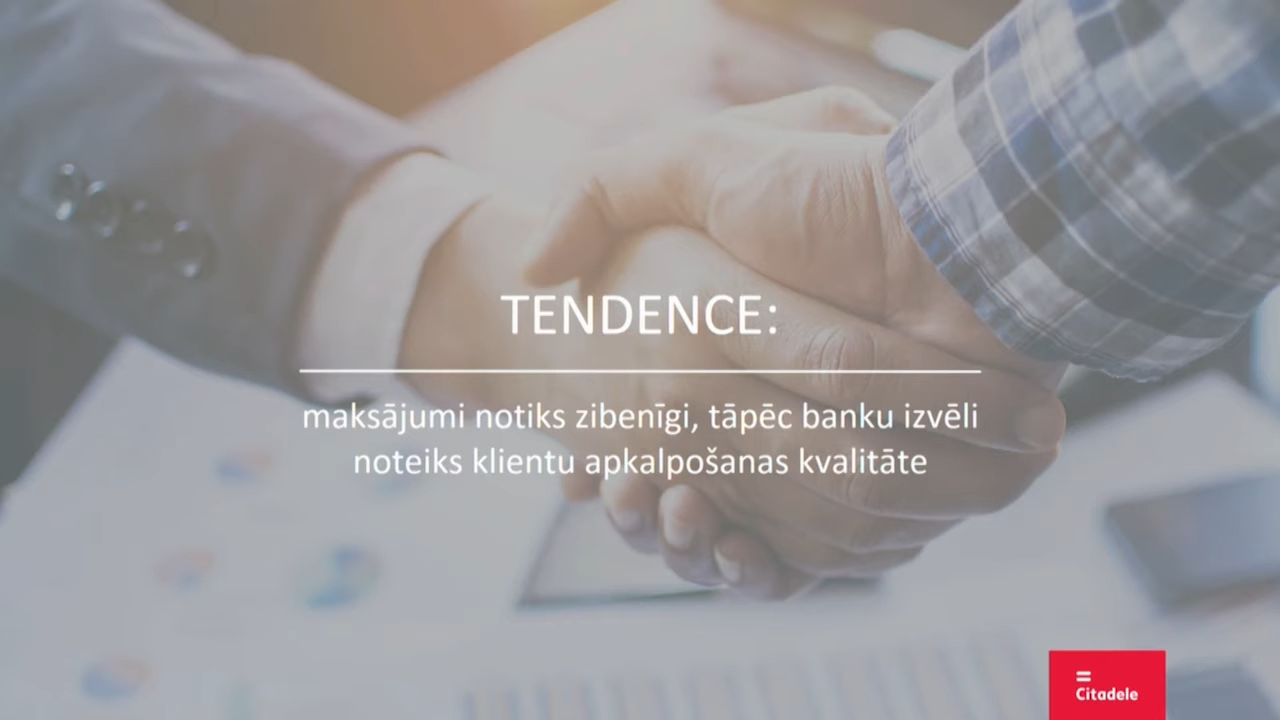 TENDENCE:
maksājumi notiks zibenīgi, tāpēc banku izvēli
noteiks klientu apkalpošanas kvalitāte
Citadele